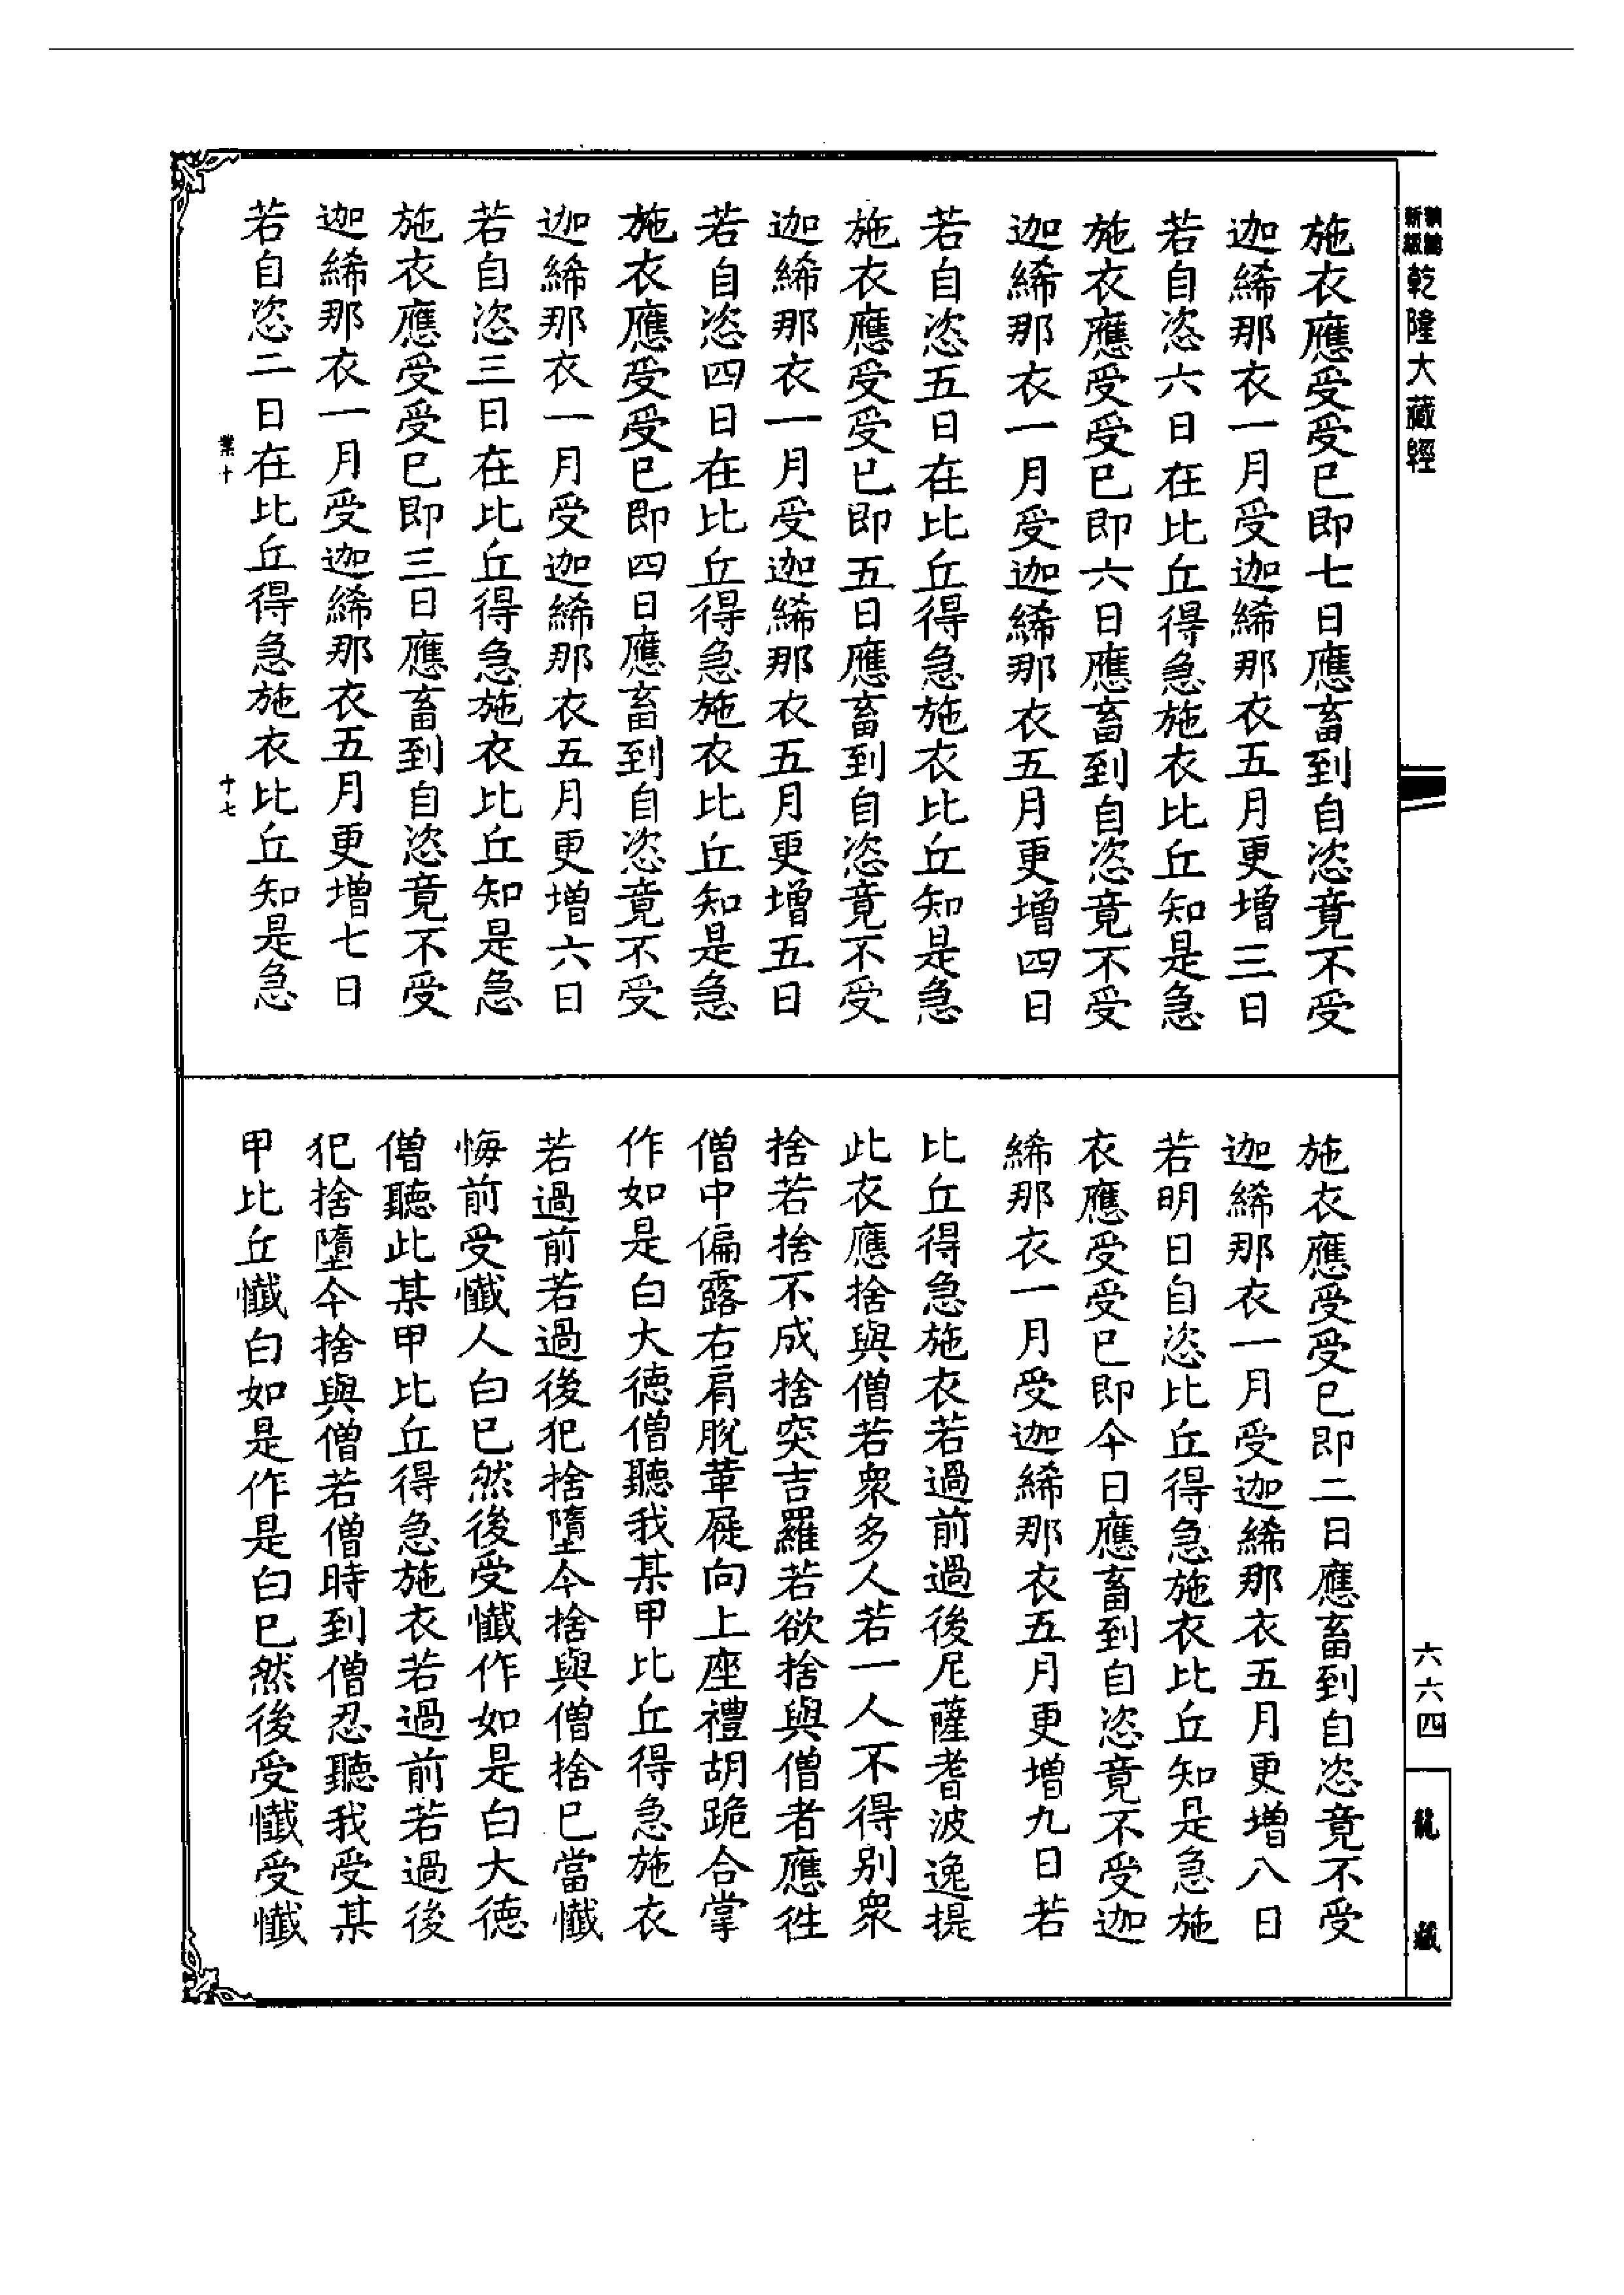 新編縮輯乾隆大藏經
施衣應受受已即七日應畜到自恣竟不受
迦絺那衣一月受迦絺那衣五月更增三日
若自恣六日在比丘得急施衣比丘知是急
施衣應受受已即六日應畜到自恣竟不受
迦絺那衣一月受迦絺那衣五月更增四日
若自恣五日在比丘得急施衣比丘知是急
施衣應受受已即五日應畜到自恣竟不受
迦絺那衣一月受迦絺那衣五月更增五日
若自恣四日在比丘得急施衣比丘知是急
施衣應受受已即四日應畜到自恣竟不受
迦絺那衣一月受迦絺那衣五月更增六日
若自恣三日在比丘得急施衣比丘知是急
施衣應受受已即三日應畜到自恣竟不受
迦絺那衣一月受迦絺那衣五月更增七日
若自恣二日在比丘得急施衣比丘知是急
業十
十七
施衣應受受已即二日應畜到自恣竟不受
迦絺那衣一月受迦絺那衣五月更增八日
若明日自恣比丘得急施衣比丘知是急施
衣應受受已即今日應畜到自恣竟不受迦
絺那衣一月受迦絺那衣五月更增九日若
比丘得急施衣若過前過後尼薩耆波逸提
此衣應捨與僧若眾多人若一人不得別眾
捨若捨不成捨突吉羅若欲捨與僧者應往
僧中偏露右肩脫革屣向上座禮胡跪合掌
作如是白大德僧聽我某甲比丘得急施衣
若過前若過後犯捨墮今捨與僧捨已當懺
悔前受懺人白已然後受懺作如是白大德
僧聽此某甲比丘得急施衣若過前若過後
犯捨墮今捨與僧若僧時到僧忍聽我受某
甲比丘懺白如是作是白已然後受懺受懺
六六四
龍藏